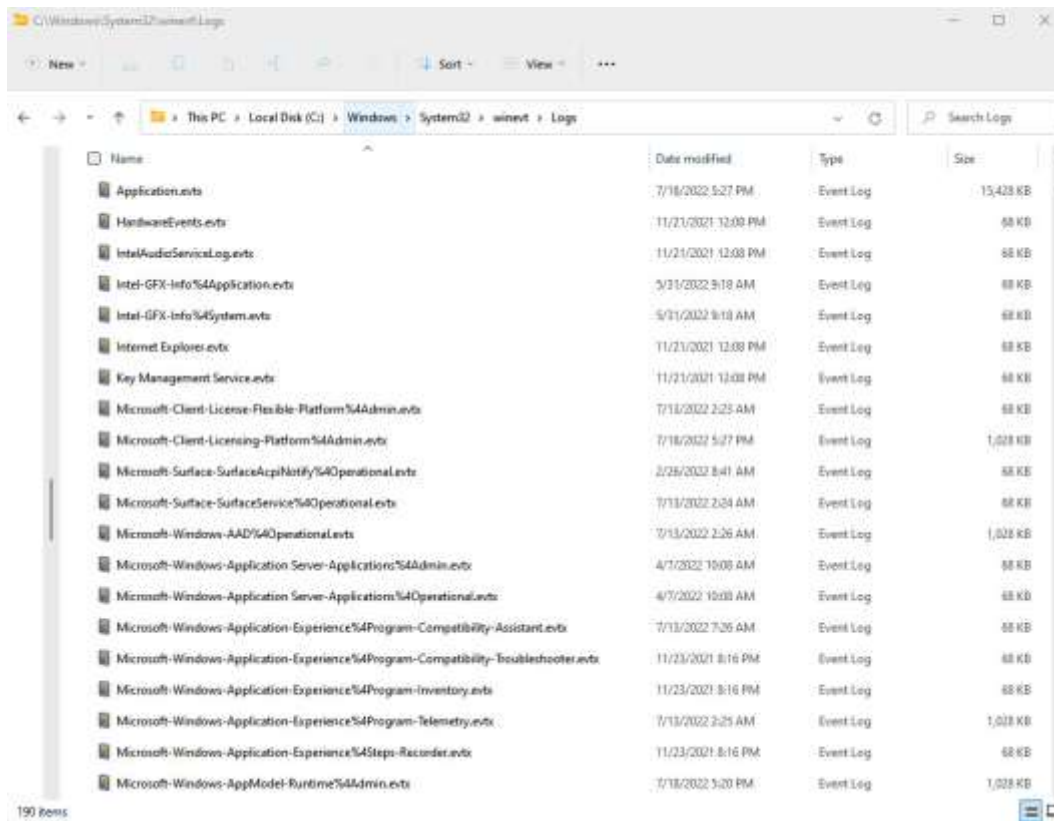 C:\Windows\System32\winevt\Logs
New
Sort
View
This PC > Local Disk (C:) > Windows > System32 > winevt > Logs
Search Logs
Name Date modified Type Size
Application.evtx 7/18/2022 5:27 PM Event Log 15,428 KB
HardwareEvents.evtx 11/21/2021 12:08 PM Event Log 68 KB
IntelAudioServiceLog.evtx 11/21/2021 12:08 PM Event Log 68 KB
Intel-GFX-Info%4Application.evtx 5/31/2022 9:18 AM Event Log 68 KB
Intel-GFX-Info%4System.evtx 5/31/2022 9:18 AM Event Log 68 KB
Internet Explorer.evtx 11/21/2021 12:08 PM Event Log 68 KB
Key Management Service.evtx 11/21/2021 12:08 PM Event Log 68 KB
Microsoft-Client-License-Flexible-Platform%4Admin.evtx 7/13/2022 2:23 AM Event Log 68 KB
Microsoft-Client-Licensing-Platform%4Admin.evtx 7/18/2022 5:27 PM Event Log 1,028 KB
Microsoft-Surface-SurfaceAcpiNotify%4Operational.evtx 2/26/2022 8:41 AM Event Log 68 KB
Microsoft-Surface-SurfaceService%4Operational.evtx 7/13/2022 2:24 AM Event Log 68 KB
Microsoft-Windows-AAD%4Operational.evtx 7/13/2022 2:26 AM Event Log 1,028 KB
Microsoft-Windows-Application Server-Applications%4Admin.evtx 4/7/2022 10:08 AM Event Log 68 KB
Microsoft-Windows-Application Server-Applications%4Operational.evtx 4/7/2022 10:08 AM Event Log 68 KB
Microsoft-Windows-Application-Experience%4Program-Compatibility-Assistant.evtx 7/13/2022 7:26 AM Event Log 68 KB
Microsoft-Windows-Application-Experience%4Program-Compatibility-Troubleshooter.evtx 11/23/2021 8:16 PM Event Log 68 KB
Microsoft-Windows-Application-Experience%4Program-Inventory.evtx 11/23/2021 8:16 PM Event Log 68 KB
Microsoft-Windows-Application-Experience%4Program-Telemetry.evtx 7/13/2022 2:25 AM Event Log 1,028 KB
Microsoft-Windows-Application-Experience%4Steps-Recorder.evtx 11/23/2021 8:16 PM Event Log 68 KB
Microsoft-Windows-AppModel-Runtime%4Admin.evtx 7/18/2022 5:20 PM Event Log 1,028 KB
190 items